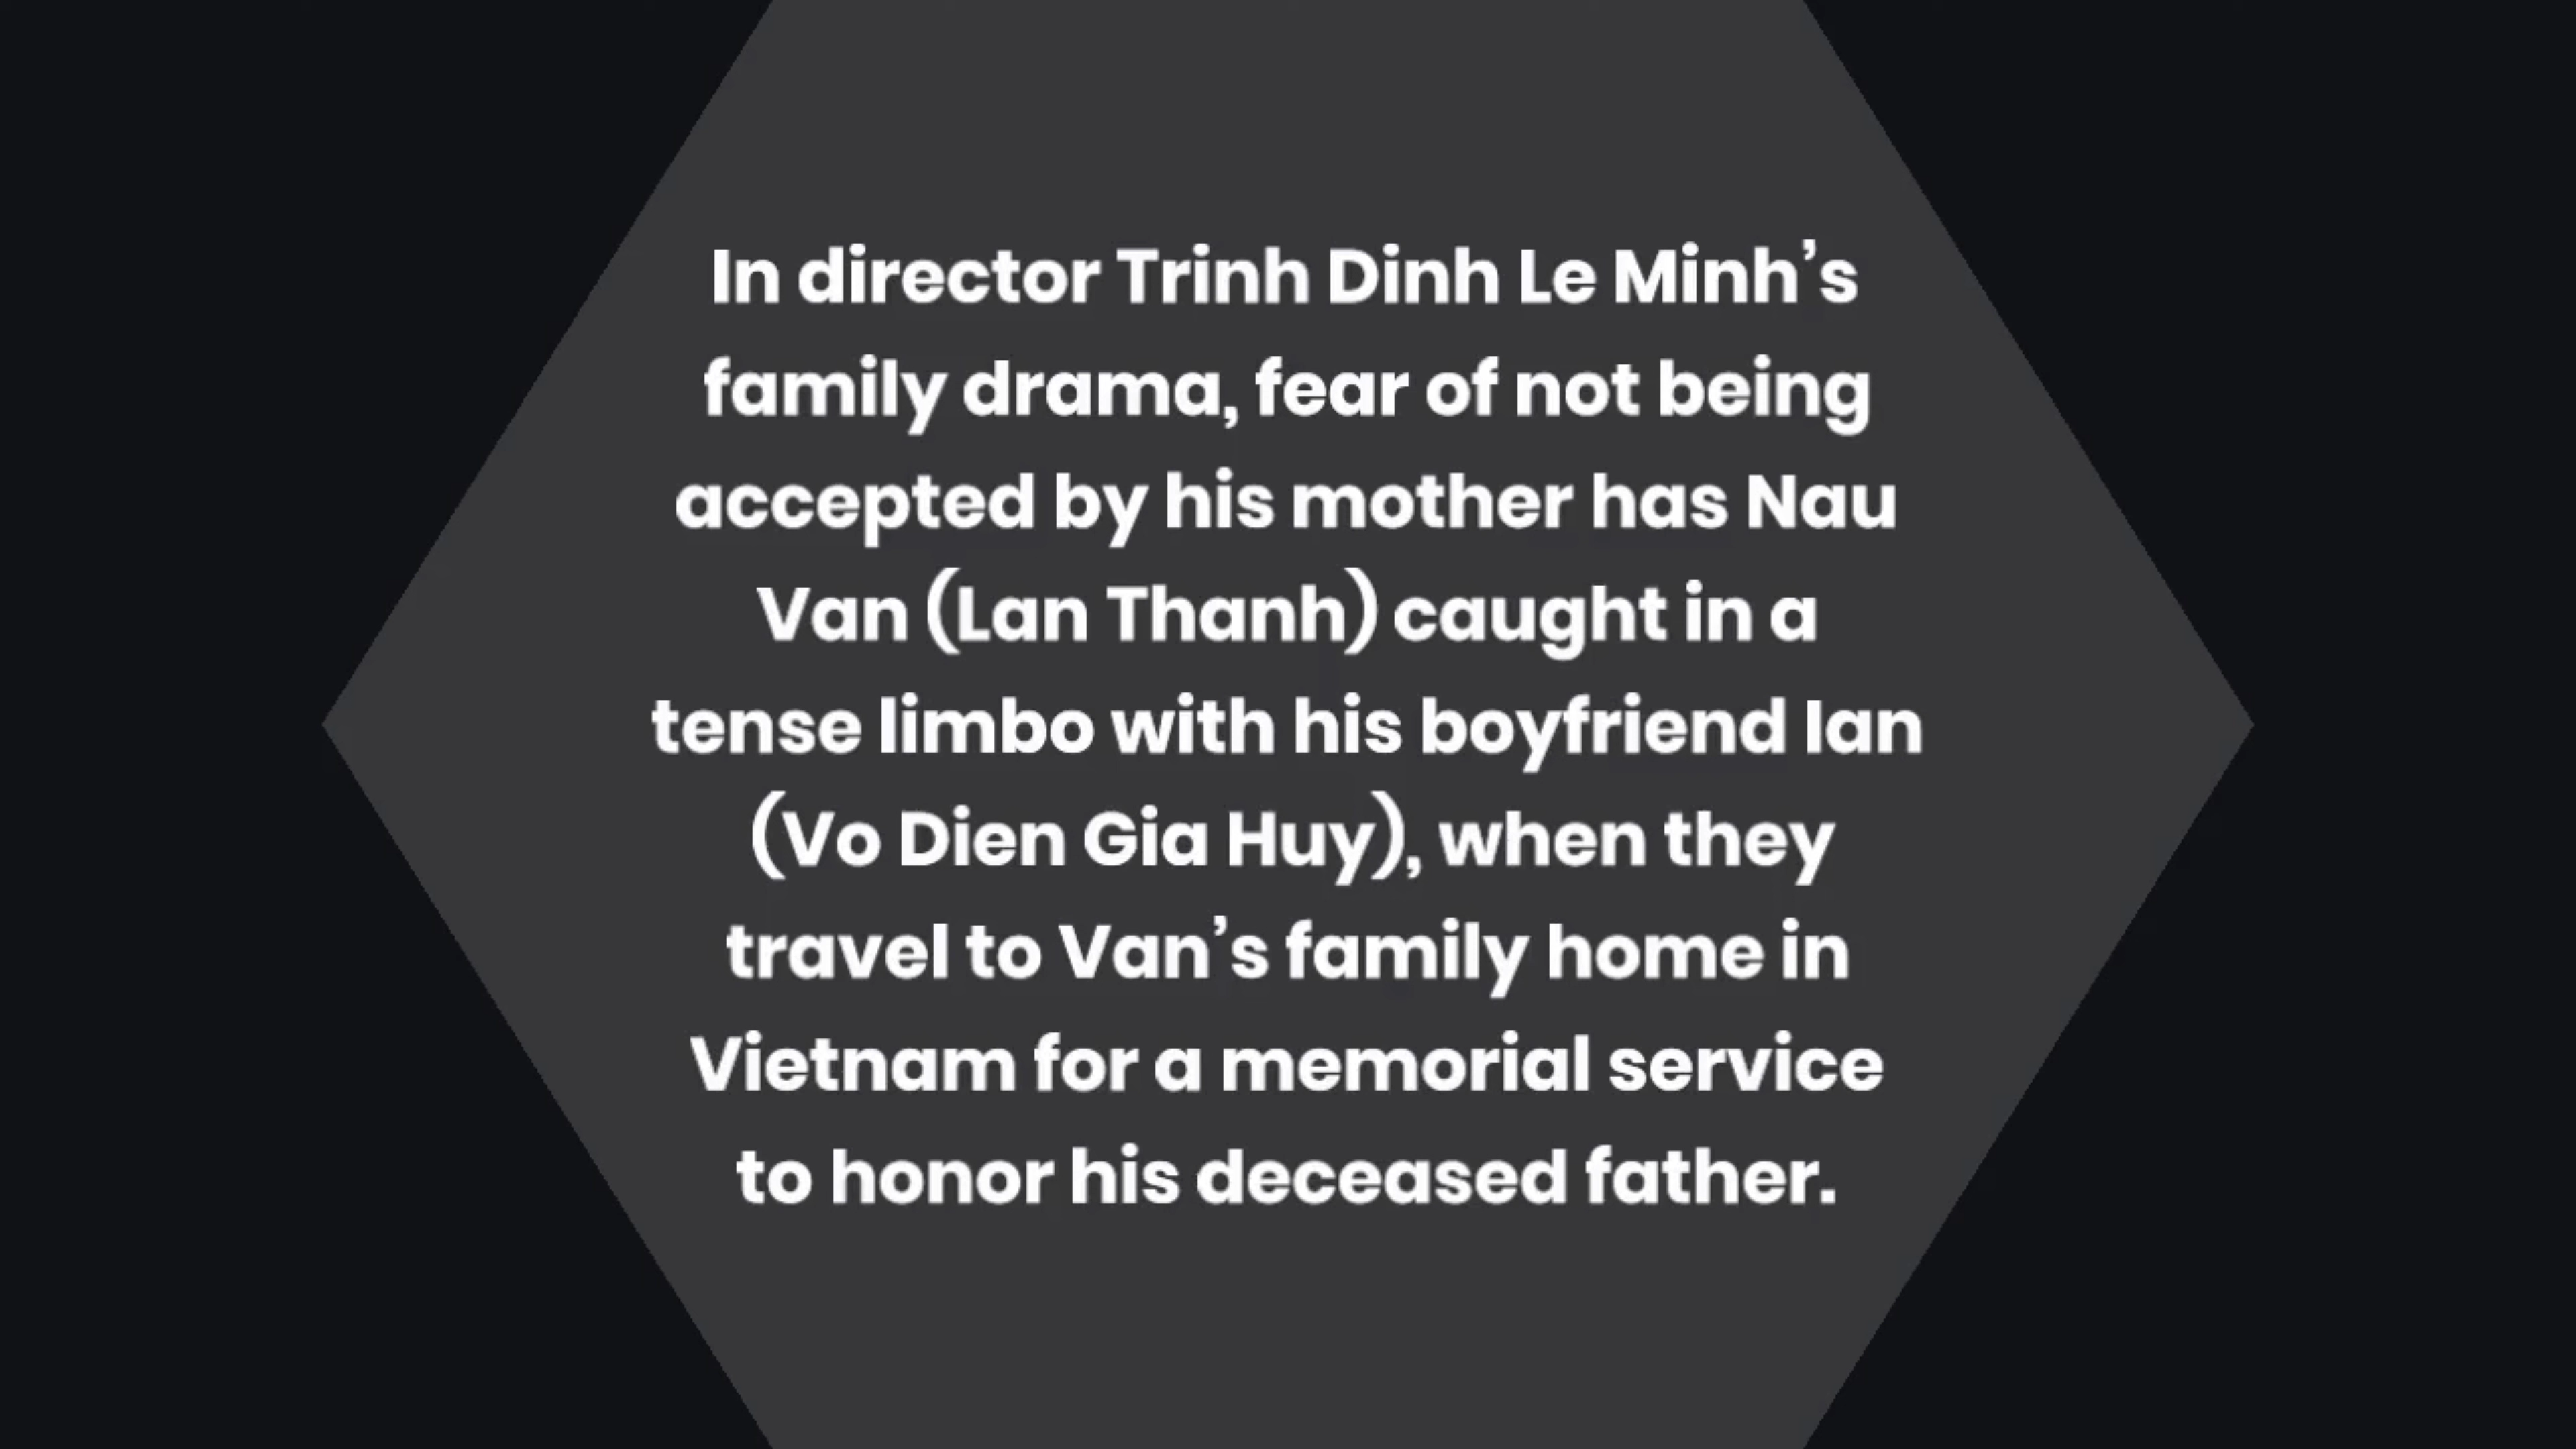 In director Trinh Dinh Le Minh’s
family drama, fear of not being
accepted by his mother has Nau
Van (Lan Thanh) caught in a
tense limbo with his boyfriend Ian
(Vo Dien Gia Huy), when they
travel to Van’s family home in
Vietnam for a memorial service
to honor his deceased father.